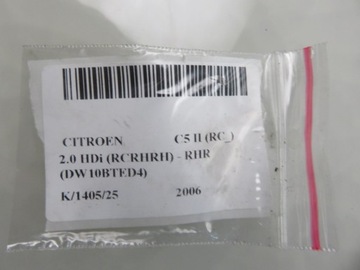 CITROEN C5 II (RC_)
2.0 HDi (RCRHRH) - RHR
(DW10BTED4)
K/1405/25 2006